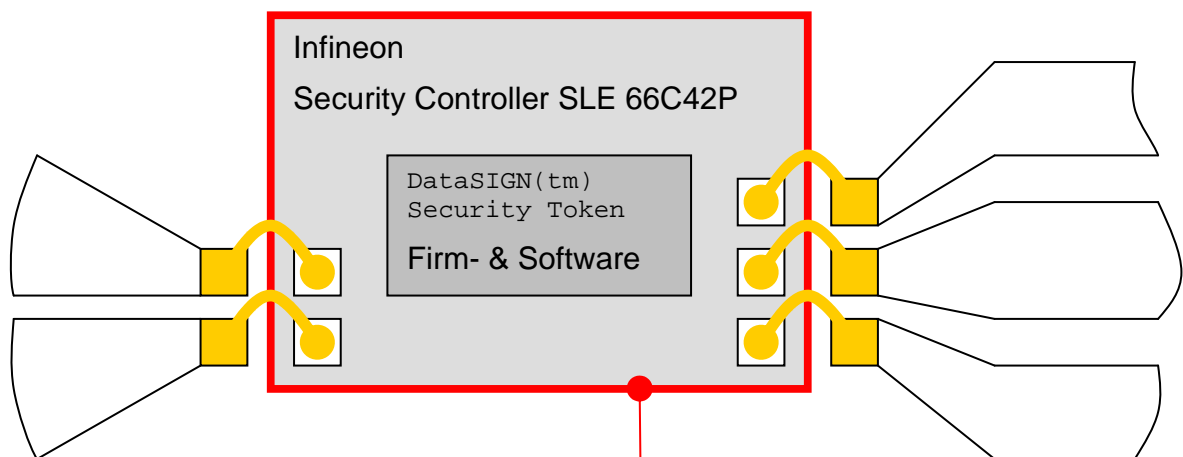 Infineon
Security Controller SLE 66C42P
DataSIGN(tm)
Security Token
Firm- & Software